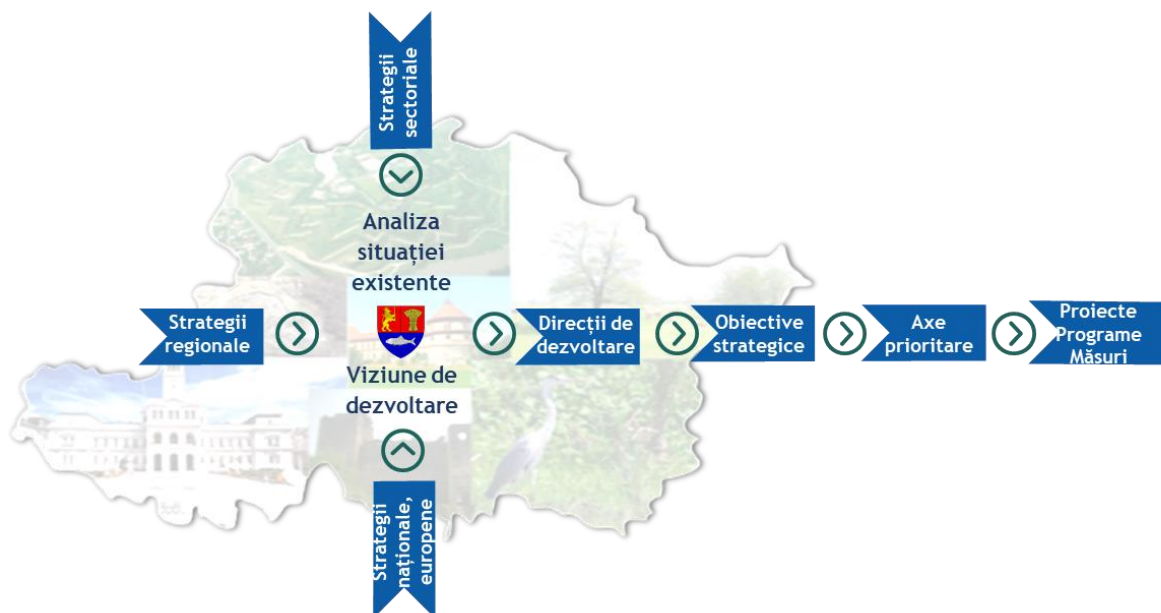 Strategii
sectoriale
Analiza
situației
existente
Strategii
regionale
Direcții de
dezvoltare
Obiective
strategice
Axe
prioritare
Proiecte
Programe
Măsuri
Viziune de
dezvoltare
Strategii
naționale,
europene